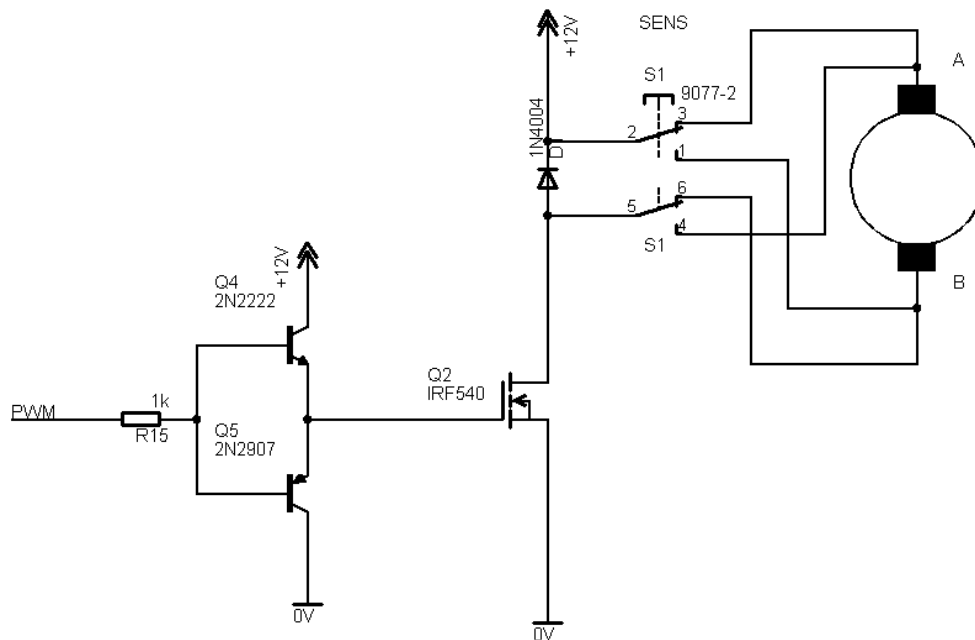 +12V
SENS
A
S1
9077-2
1N4004
D
2
3
1
5
6
4
S1
B
+12V
Q4
2N2222
Q2
IRF540
PWM
1k
R15
Q5
2N2907
0V
0V